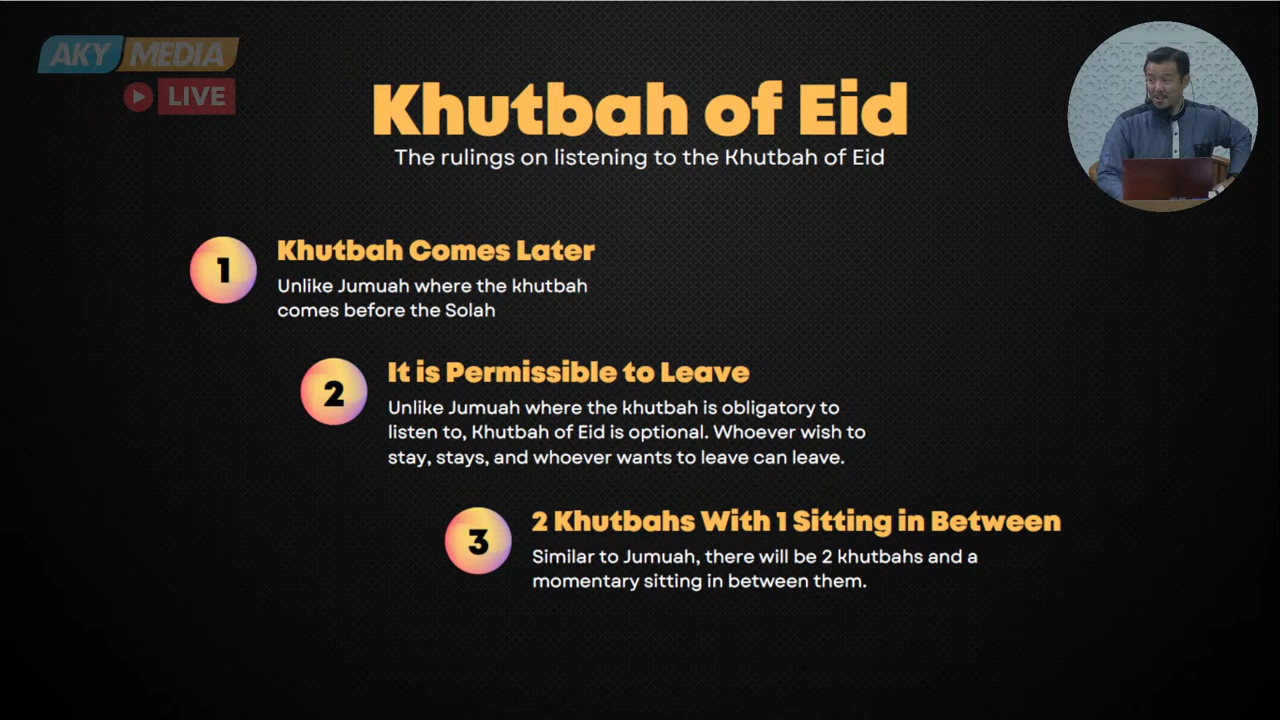 AKY MEDIA
LIVE
Khutbah of Eid
The rulings on listening to the Khutbah of Eid
1
Khutbah Comes Later
Unlike Jumuah where the khutbah
comes before the Solah
2
It is Permissible to Leave
Unlike Jumuah where the khutbah is obligatory to
listen to, Khutbah of Eid is optional. Whoever wish to
stay, stays, and whoever wants to leave can leave.
3
2 Khutbahs With 1 Sitting in Between
Similar to Jumuah, there will be 2 khutbahs and a
momentary sitting in between them.